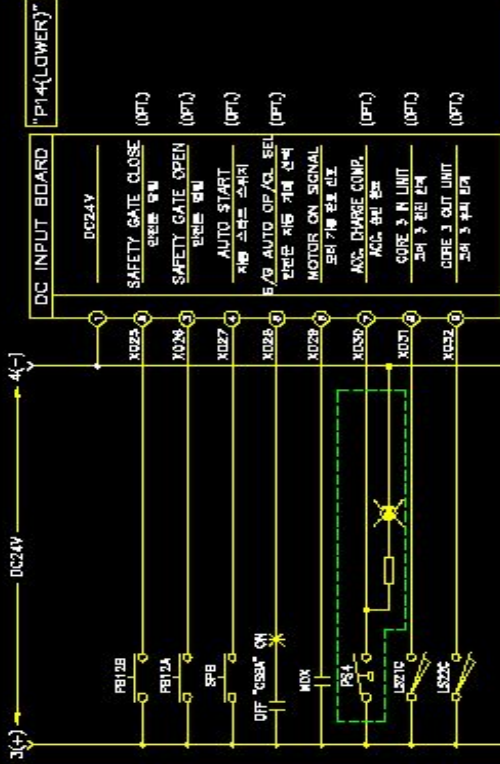 "P14(LOWER)"
DC INPUT BOARD
4(-)
DC24V
3(+)
DC24V
1
SAFETY GATE CLOSE
안전문 닫힘
(OPT.)
2
X025
PB12B
SAFETY GATE OPEN
안전문 열림
(OPT.)
3
X026
PB12A
AUTO START
자동 스타트 스위치
(OPT.)
4
X027
SPB
S/G AUTO OP/CL SEL
안전문 자동 개폐 선택
(OPT.)
5
X028
OFF "CSGA" ON
MOTOR ON SIGNAL
모터 기동 완료 신호
6
X029
MDX
ACC. CHARGE COMP.
ACC. 충진 완료
(OPT.)
7
X030
PS4
CORE 3 IN LIMIT
코어 3 전진 한계
(OPT.)
8
X031
LS21C
CORE 3 OUT LIMIT
코어 3 후퇴 한계
(OPT.)
9
X032
LS22C